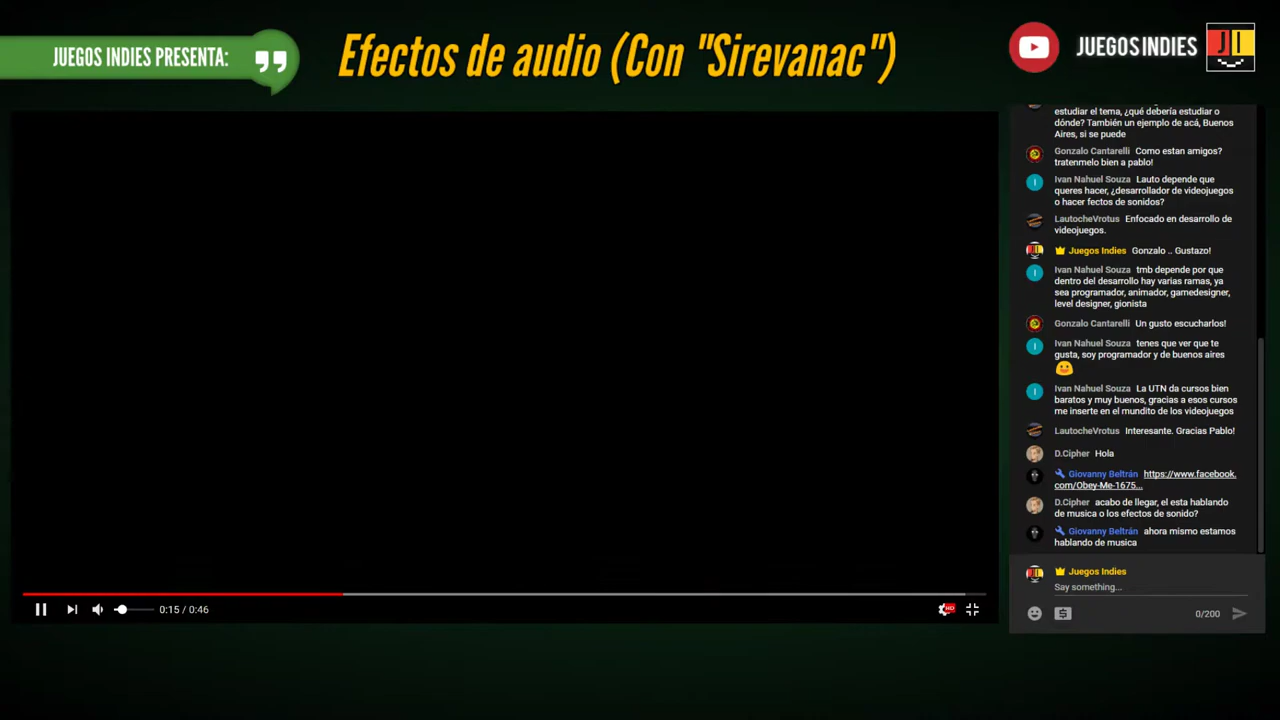 JUEGOS INDIES PRESENTA:
Efectos de audio (Con "Sirevanac")
JUEGOS INDIES
JI
estudiar el tema, ¿qué debería estudiar o
dónde? También un ejemplo de acá, Buenos
Aires, si se puede
Gonzalo Cantarelli Como estan amigos?
tratenmelo bien a pablo!
I
Ivan Nahuel Souza Lauto depende que
queres hacer, ¿desarrollador de videojuegos
o hacer fectos de sonidos?
LautocheVrotus Enfocado en desarrollo de
videojuegos.
Juegos Indies Gonzalo .. Gustazo!
I
Ivan Nahuel Souza tmb depende por que
dentro del desarrollo hay varias ramas, ya
sea programador, animador, gamedesigner,
level designer, gionista
Gonzalo Cantarelli Un gusto escucharlos!
I
Ivan Nahuel Souza tenes que ver que te
gusta, soy programador y de buenos aires
I
Ivan Nahuel Souza La UTN da cursos bien
baratos y muy buenos, gracias a esos cursos
me inserte en el mundito de los videojuegos
LautocheVrotus Interesante. Gracias Pablo!
D.Cipher Hola
Giovanny Beltrán https://www.facebook.
com/Obey-Me-1675...
D.Cipher acabo de llegar, el esta hablando
de musica o los efectos de sonido?
Giovanny Beltrán ahora mismo estamos
hablando de musica
Juegos Indies
Say something...
0/200
0:15 / 0:46
HD